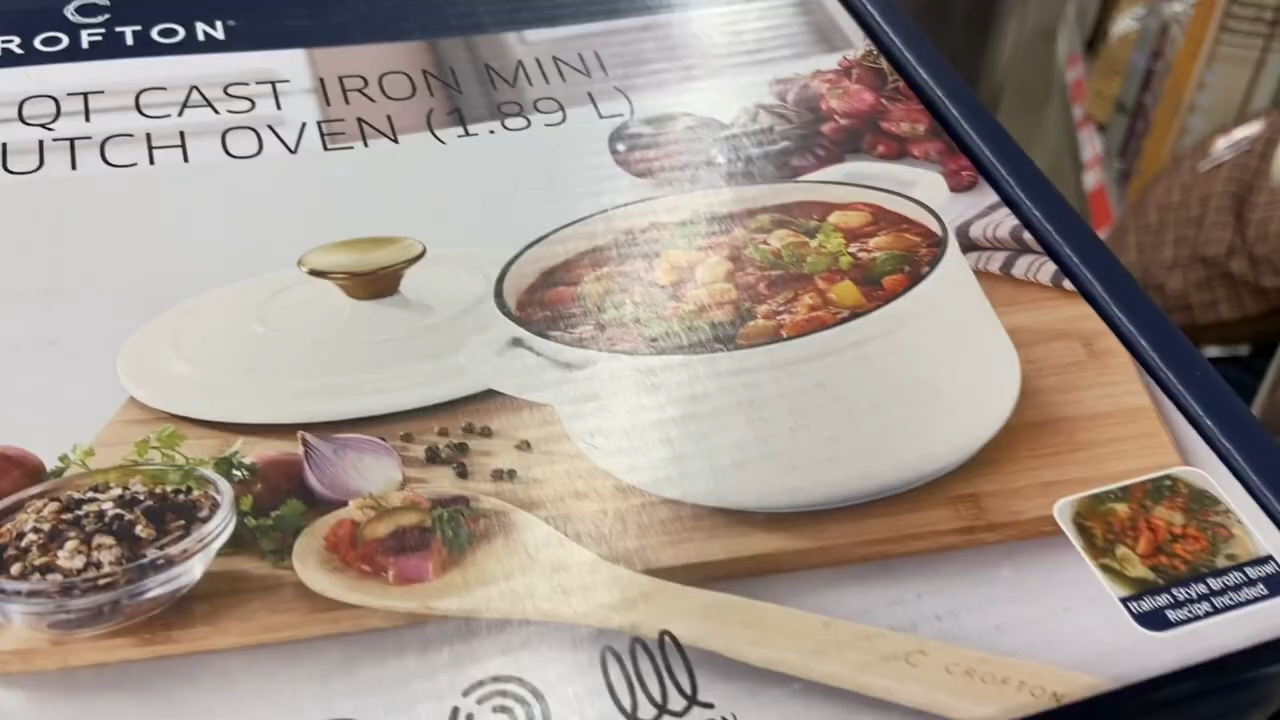 C
ROFTON
QT CAST IRON MINI
UTCH OVEN (1.89 L)
Italian Style Broth Bowl
Recipe Included
C CROFTON